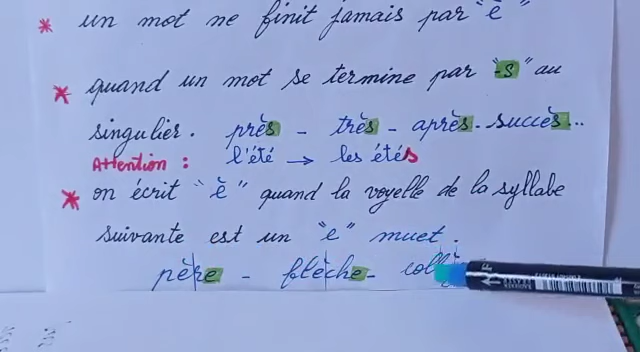 * un mot ne finit jamais par "è"
* quand un mot se termine par "-s" au
singulier. près - très - après - succès...
Attention : l'été → les étés
* on écrit "è" quand la voyelle de la syllabe
suivante est un "e" muet.
père - flèche -